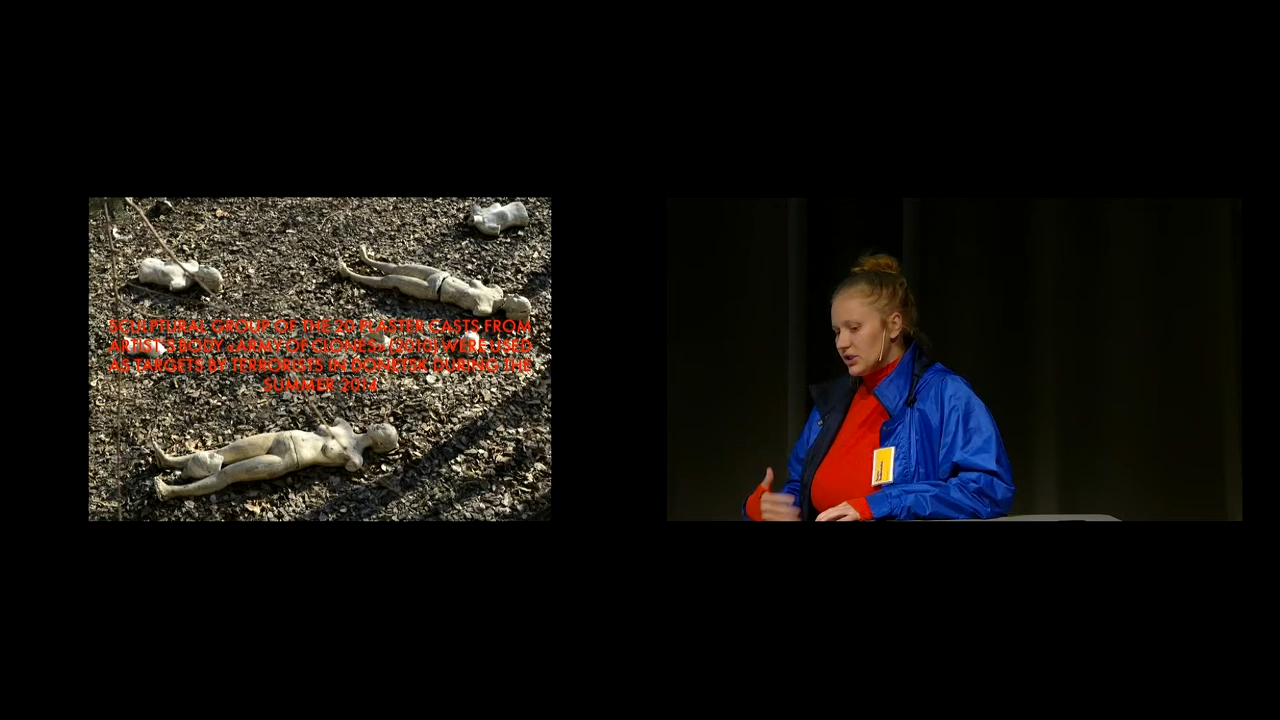 SCULPTURAL GROUP OF THE 20 PLASTER CASTS FROM
ARTIST'S BODY «ARMY OF CLONES» (2010) WERE USED
AS TARGETS BY TERRORISTS IN DONETSK DURING THE
SUMMER 2014